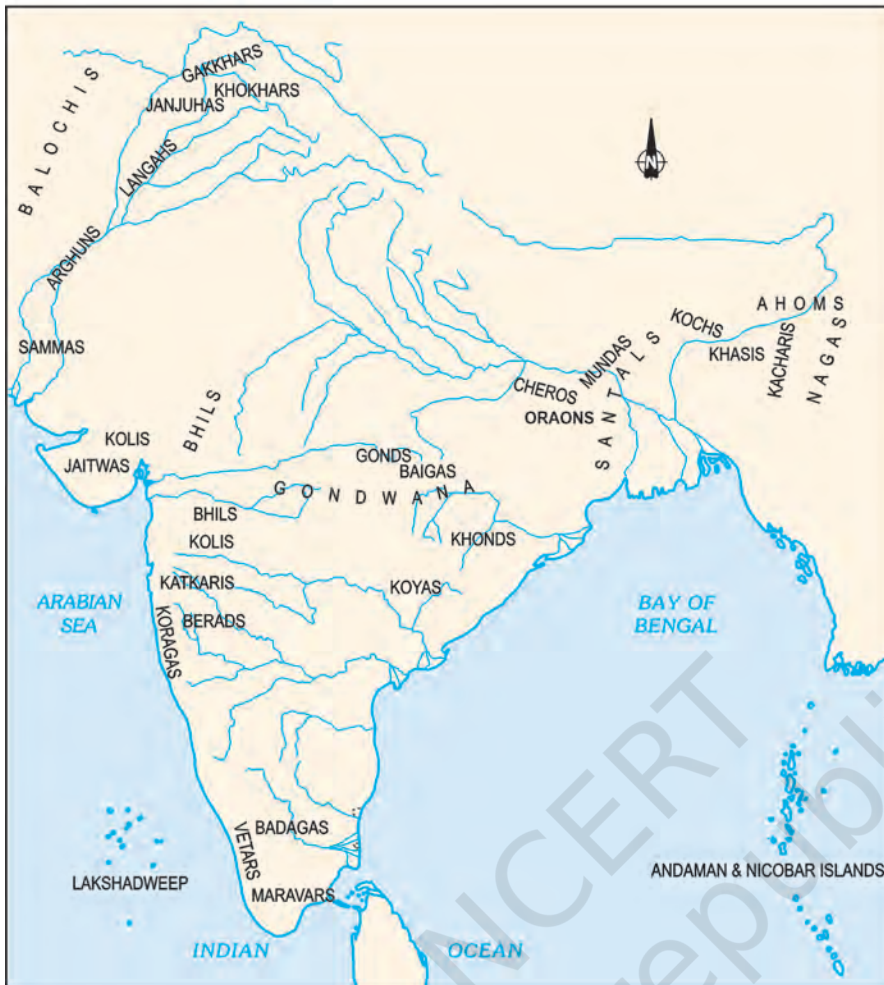 GAKKHARS
KHOKHARS
JANJUHAS
BALOCHIS
LANGAHS
N
ARGHUNS
SAMMAS
AHOMS
KOCHS
KHASIS
KACHARIS
NAGAS
MUNDAS
CHEROS
SANTALS
ORAONS
BHILS
KOLIS
JAITWAS
GONDS
BAIGAS
GONDWANA
BHILS
KOLIS
KHONDS
KATKARIS
KOYAS
BERADS
KORAGAS
ARABIAN
SEA
BAY OF
BENGAL
BADAGAS
VETARS
MARAVARS
LAKSHADWEEP
ANDAMAN & NICOBAR ISLANDS
INDIAN OCEAN
NCERT
republi